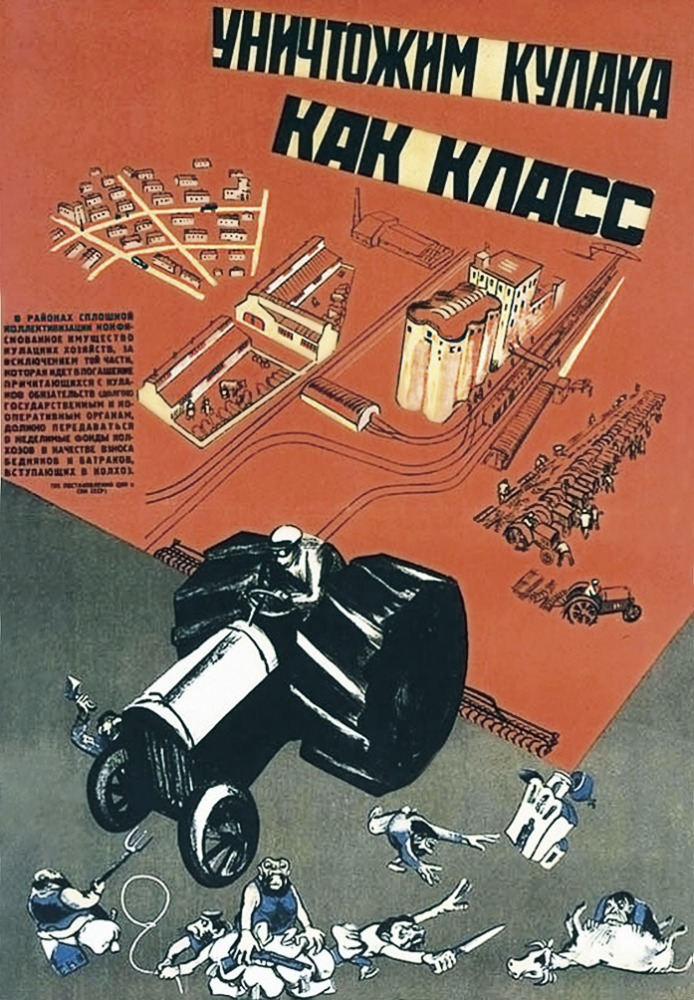 УНИЧТОЖИМ КУЛАКА
КАК КЛАСС
В РАЙОНАХ СПЛОШНОЙ
КОЛЛЕКТИВИЗАЦИИ КОНФИ-
СКОВАННОЕ ИМУЩЕСТВО
КУЛАЦКИХ ХОЗЯЙСТВ, ЗА
ИСКЛЮЧЕНИЕМ ТОЙ ЧАСТИ,
КОТОРАЯ ИДЕТ В ПОГАШЕНИЕ
ПРИЧИТАЮЩИХСЯ С КУЛА-
КОВ ОБЯЗАТЕЛЬСТВ
ГОСУДАРСТВЕННЫМ И КО-
ОПЕРАТИВНЫМ ОРГАНАМ,
ДОЛЖНО ПЕРЕДАВАТЬСЯ
В НЕДЕЛИМЫЕ ФОНДЫ КОЛ-
ХОЗОВ В КАЧЕСТВЕ ВЗНОСА
БЕДНЯКОВ И БАТРАКОВ,
ВСТУПАЮЩИХ В КОЛХОЗ.
(ИЗ ПОСТАНОВЛЕНИЯ ЦИК и
СНК СССР)